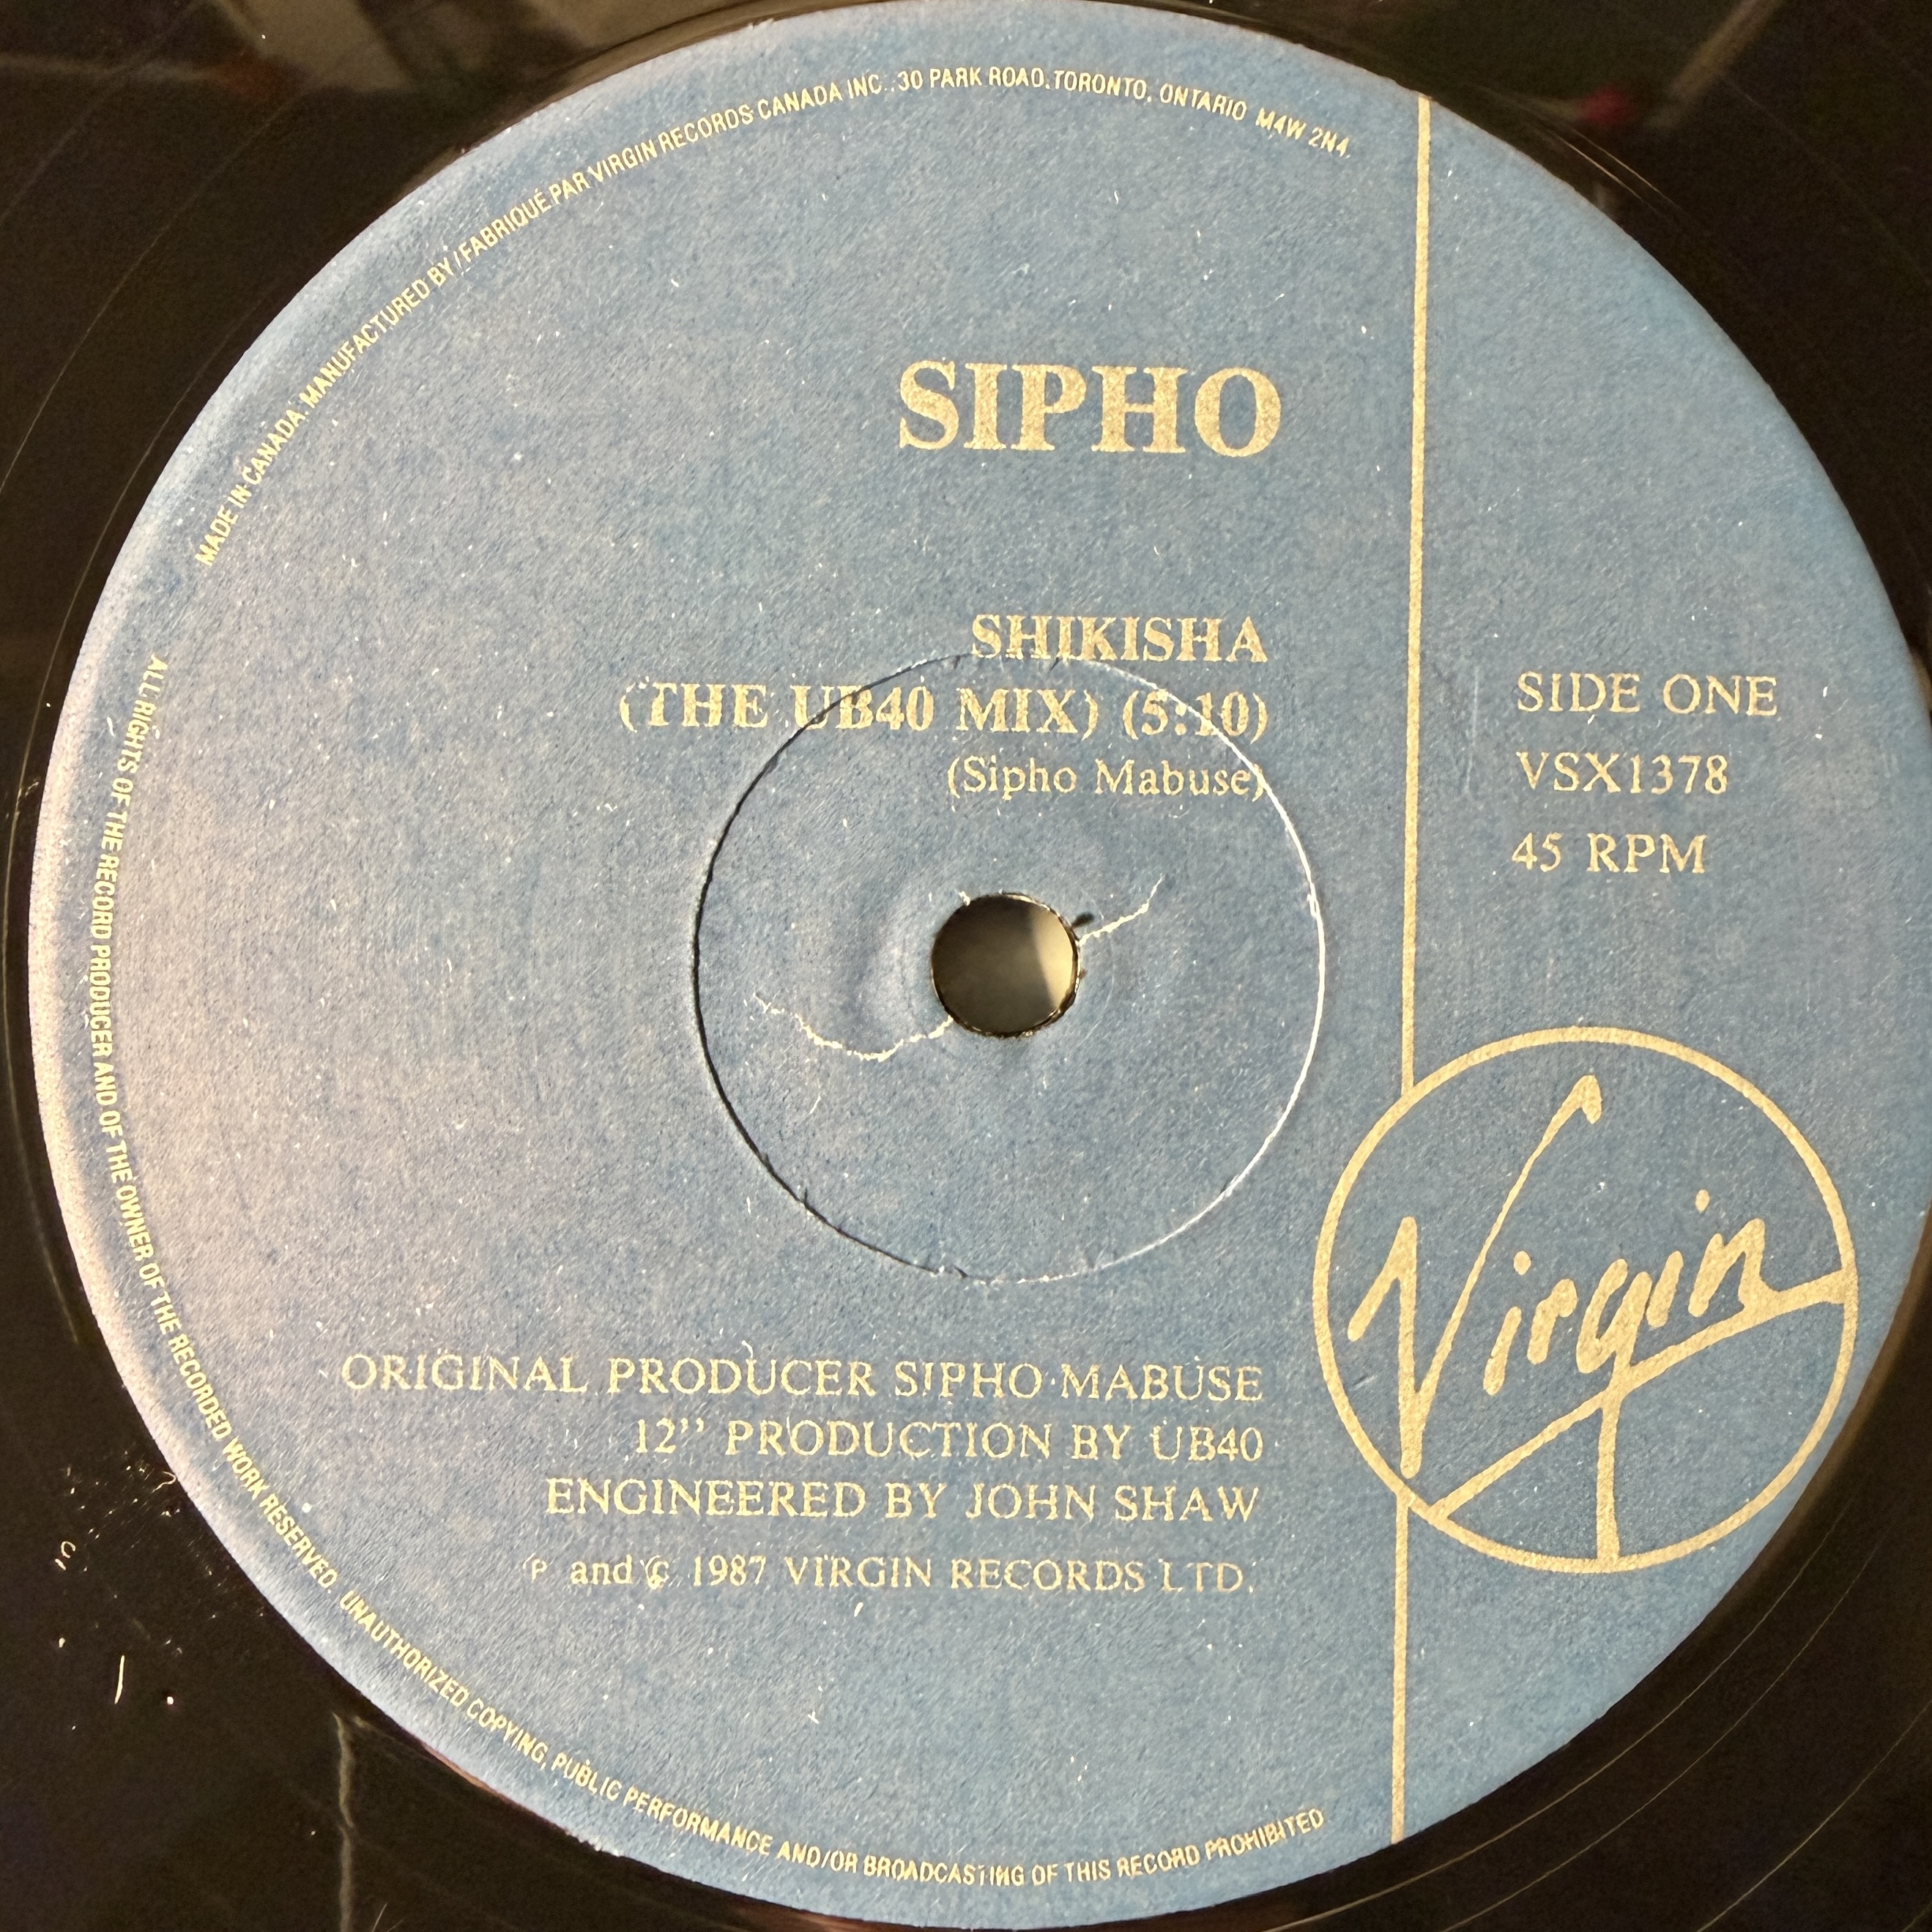 MADE IN CANADA. MANUFACTURED BY/FABRIQUÉ PAR VIRGIN RECORDS CANADA INC., 30 PARK ROAD, TORONTO, ONTARIO M4W 2N4.
SIPHO
SHIKISHA
(THE UB40 MIX) (5:10)
(Sipho Mabuse)
SIDE ONE
VSX1378
45 RPM
Virgin
ORIGINAL PRODUCER SIPHO MABUSE
12" PRODUCTION BY UB40
ENGINEERED BY JOHN SHAW
℗ and © 1987 VIRGIN RECORDS LTD.
ALL RIGHTS OF THE RECORD PRODUCER AND OF THE OWNER OF THE RECORDED WORK RESERVED. UNAUTHORIZED COPYING, PUBLIC PERFORMANCE AND/OR BROADCASTING OF THIS RECORD PROHIBITED